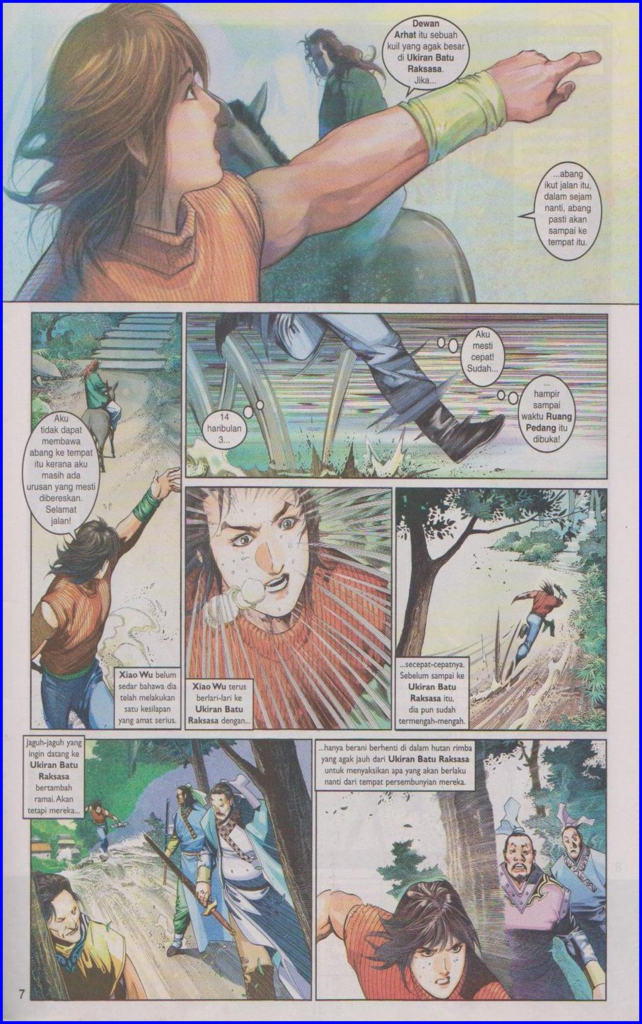 Dewan
Arhat itu sebuah
kuil yang agak besar
di Ukiran Batu
Raksasa.
Jika...
...abang
ikut jalan itu,
dalam sejam
nanti, abang
pasti akan
sampai ke
tempat itu.
Aku
tidak dapat
membawa
abang ke tempat
itu kerana aku
masih ada
urusan yang mesti
dibereskan.
Selamat
jalan!
Xiao Wu belum
sedar bahawa dia
telah melakukan
satu kesilapan
yang amat serius.
Aku
mesti
cepat!
Sudah...
...hampir
sampai
waktu Ruang
Pedang itu
dibuka!
14
haribulan
3...
Xiao Wu terus
berlari-lari ke
Ukiran Batu
Raksasa dengan...
...secepat-cepatnya.
Sebelum sampai ke
Ukiran Batu
Raksasa itu,
dia pun sudah
termengah-mengah.
Jaguh-jaguh yang
ingin datang ke
Ukiran Batu
Raksasa
bertambah
ramai. Akan
tetapi mereka...
...hanya berani berhenti di dalam hutan rimba
yang agak jauh dari Ukiran Batu Raksasa
untuk menyaksikan apa yang akan berlaku
nanti dari tempat persembunyian mereka.
7